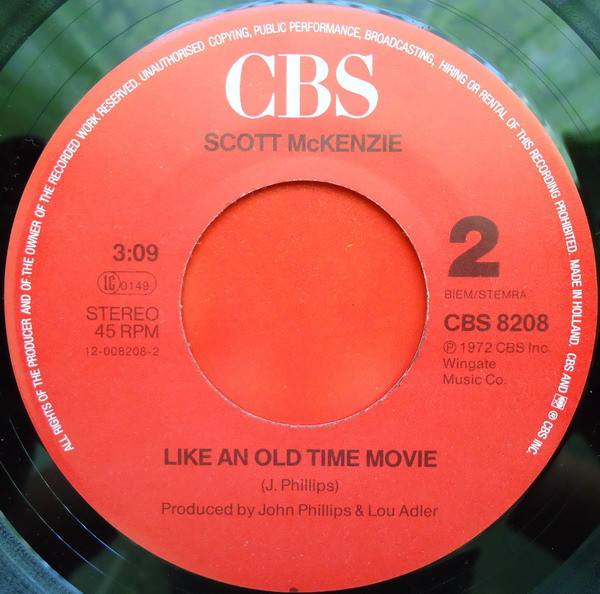 ALL RIGHTS OF THE PRODUCER AND OF THE OWNER OF THE RECORDED WORK RESERVED. UNAUTHORISED COPYING, PUBLIC PERFORMANCE, BROADCASTING, HIRING OR RENTAL OF THIS RECORDING PROHIBITED. MADE IN HOLLAND. CBS AND ® CBS INC.
CBS
SCOTT McKENZIE
3:09
LC 0149
STEREO
45 RPM
12-008208-2
2
BIEM/STEMRA
CBS 8208
℗ 1972 CBS Inc.
Wingate
Music Co.
LIKE AN OLD TIME MOVIE
(J. Phillips)
Produced by John Phillips & Lou Adler